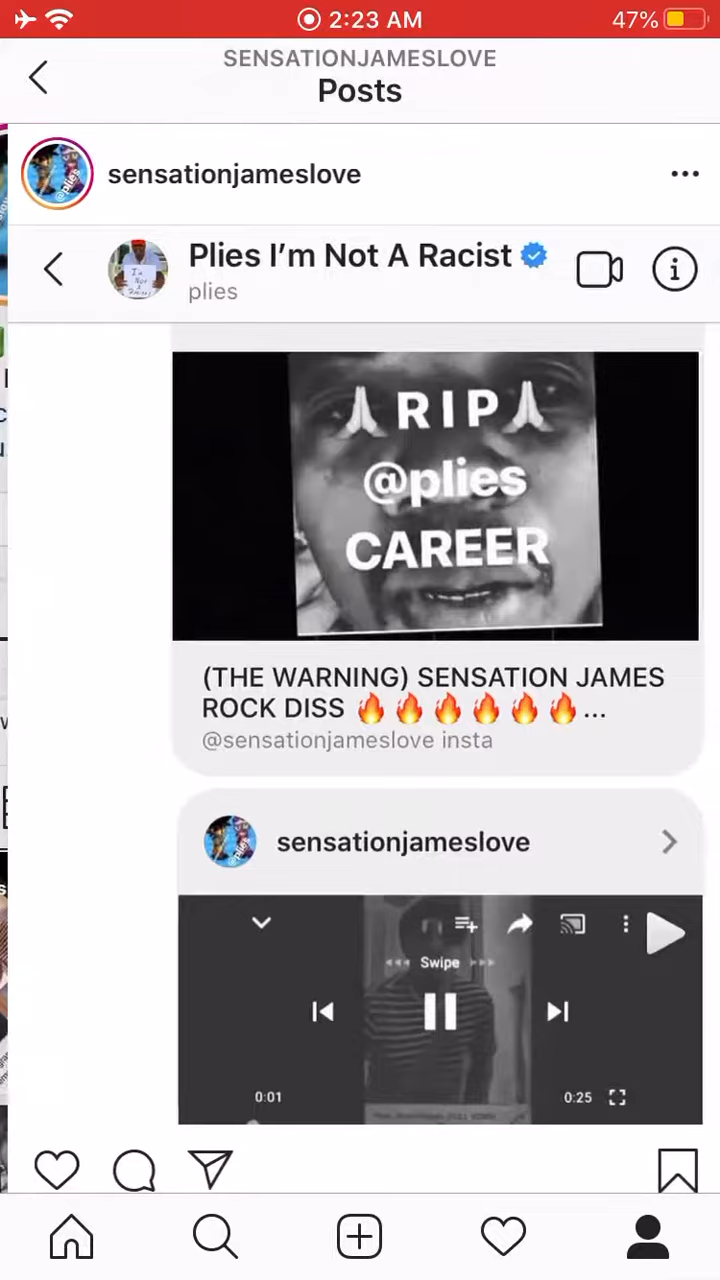 2:23 AM
47%
SENSATIONJAMESLOVE
Posts
sensationjameslove
Plies I'm Not A Racist
plies
🙏 R I P 🙏
@plies
CAREER
(THE WARNING) SENSATION JAMES
ROCK DISS 🔥🔥🔥🔥🔥🔥...
@sensationjameslove insta
sensationjameslove
Swipe
0:01
0:25